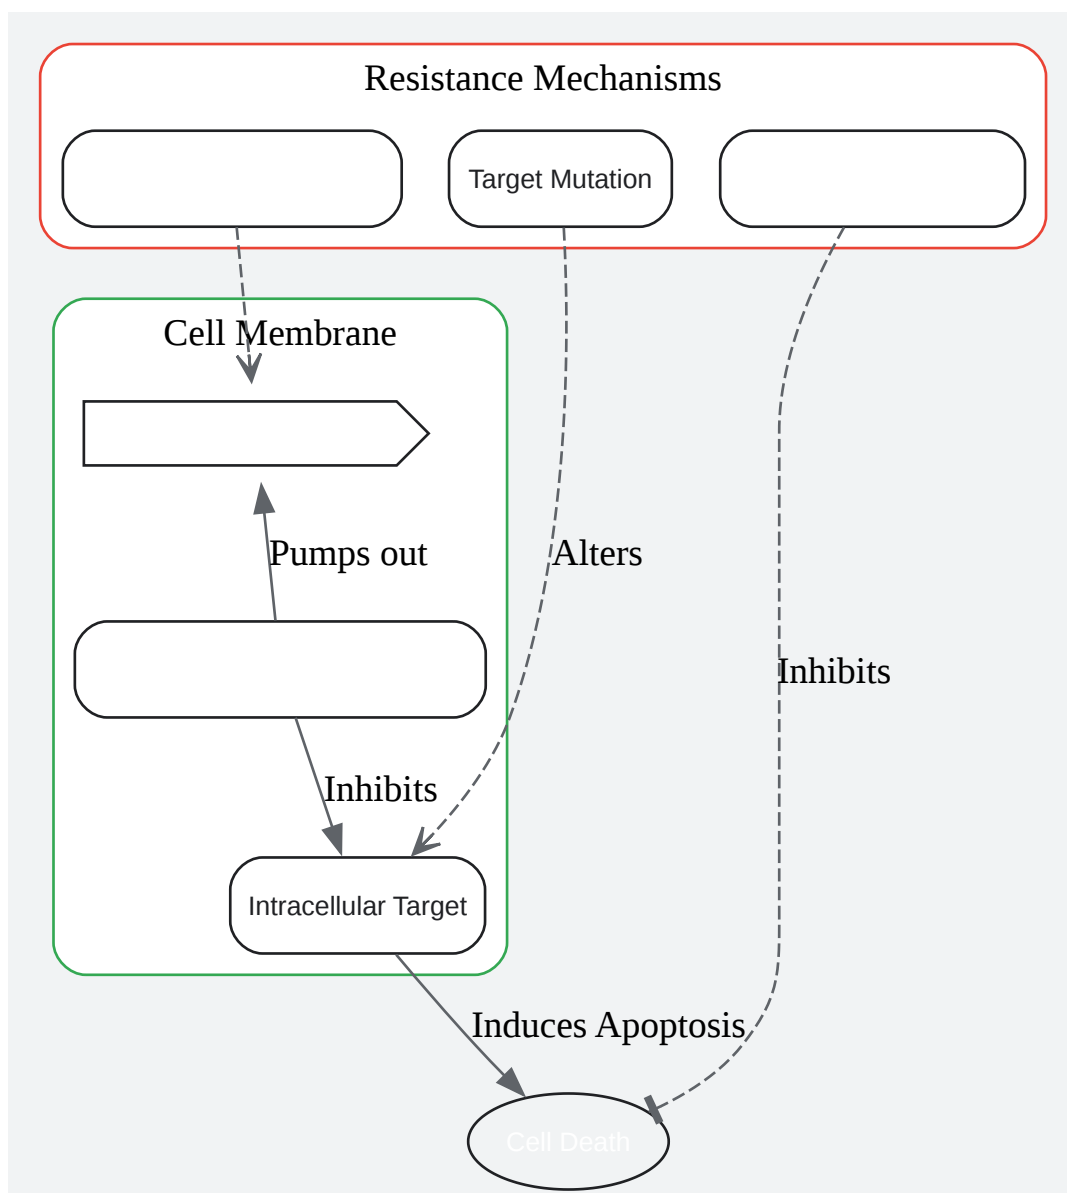 Resistance Mechanisms
Target Mutation
Cell Membrane
Pumps out
Alters
Inhibits
Inhibits
Intracellular Target
Induces Apoptosis
Cell Death